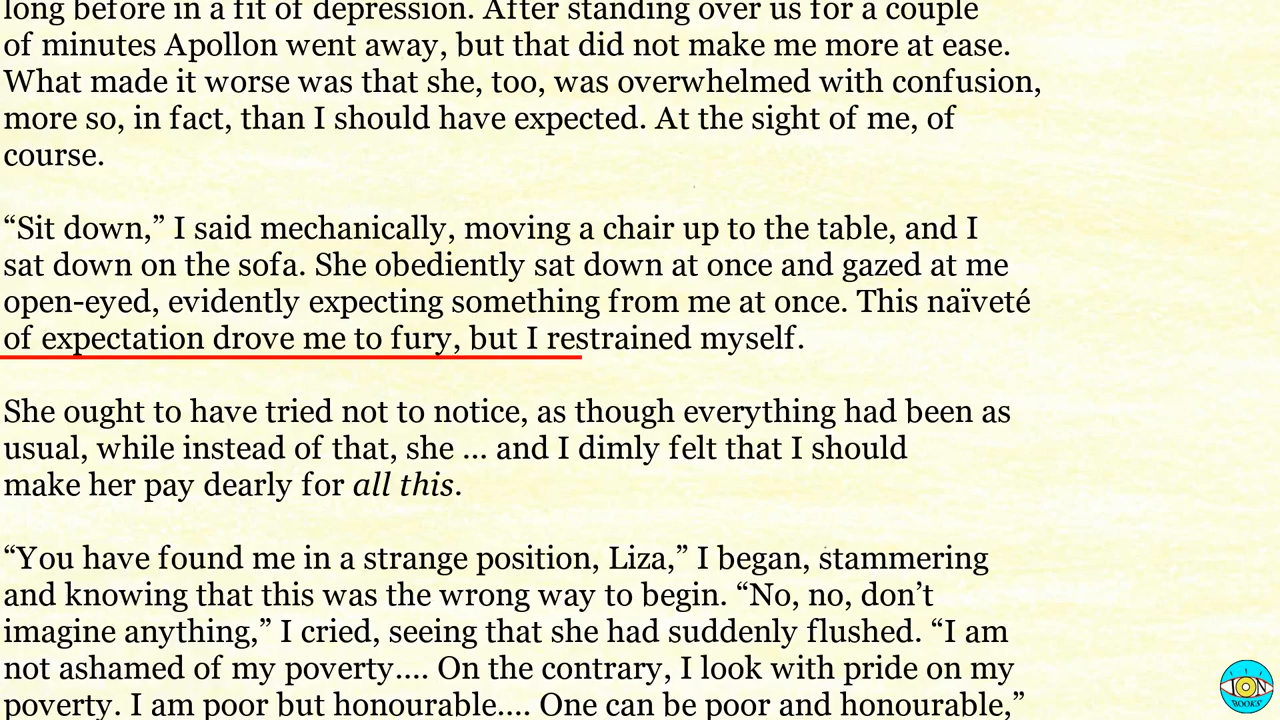 long before in a fit of depression. After standing over us for a couple
of minutes Apollon went away, but that did not make me more at ease.
What made it worse was that she, too, was overwhelmed with confusion,
more so, in fact, than I should have expected. At the sight of me, of
course.
“Sit down,” I said mechanically, moving a chair up to the table, and I
sat down on the sofa. She obediently sat down at once and gazed at me
open-eyed, evidently expecting something from me at once. This naïveté
of expectation drove me to fury, but I restrained myself.
She ought to have tried not to notice, as though everything had been as
usual, while instead of that, she ... and I dimly felt that I should
make her pay dearly for all this.
“You have found me in a strange position, Liza,” I began, stammering
and knowing that this was the wrong way to begin. “No, no, don’t
imagine anything,” I cried, seeing that she had suddenly flushed. “I am
not ashamed of my poverty.... On the contrary, I look with pride on my
poverty. I am poor but honourable.... One can be poor and honourable,”
ION
BOOKS